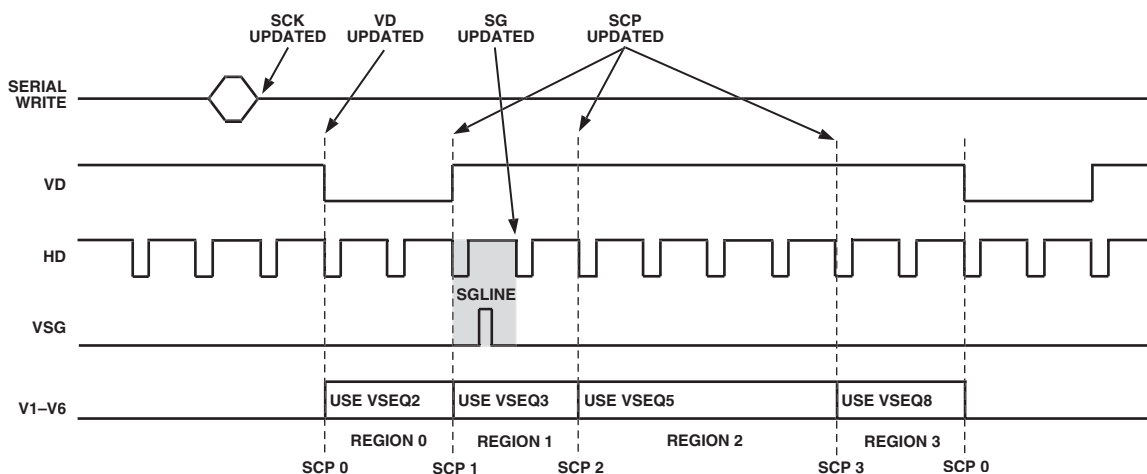 SCK
UPDATED
VD
UPDATED
SG
UPDATED
SCP
UPDATED
SERIAL
WRITE
VD
HD
SGLINE
VSG
V1–V6
USE VSEQ2
USE VSEQ3
USE VSEQ5
USE VSEQ8
REGION 0
REGION 1
REGION 2
REGION 3
SCP 0
SCP 1
SCP 2
SCP 3
SCP 0